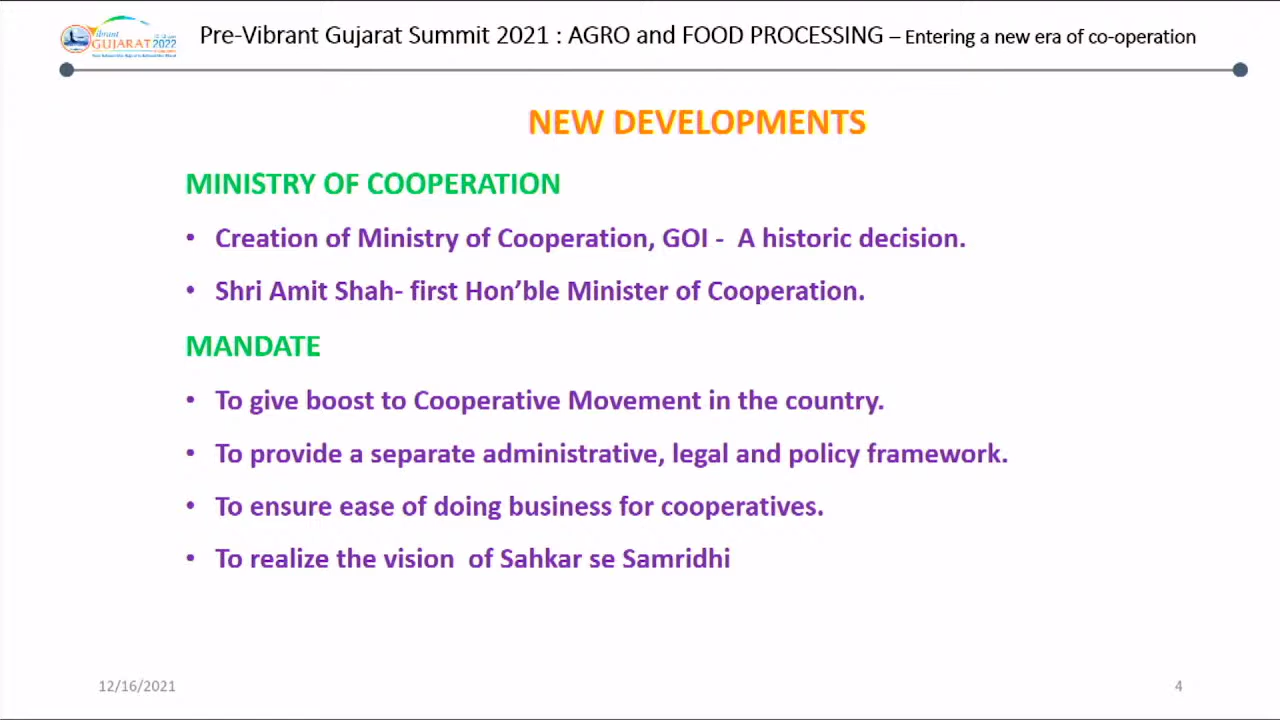 Vibrant
GUJARAT 2022
Pre-Vibrant Gujarat Summit 2021 : AGRO and FOOD PROCESSING – Entering a new era of co-operation
NEW DEVELOPMENTS
MINISTRY OF COOPERATION
• Creation of Ministry of Cooperation, GOI - A historic decision.
• Shri Amit Shah- first Hon’ble Minister of Cooperation.
MANDATE
• To give boost to Cooperative Movement in the country.
• To provide a separate administrative, legal and policy framework.
• To ensure ease of doing business for cooperatives.
• To realize the vision of Sahkar se Samridhi
12/16/2021
4